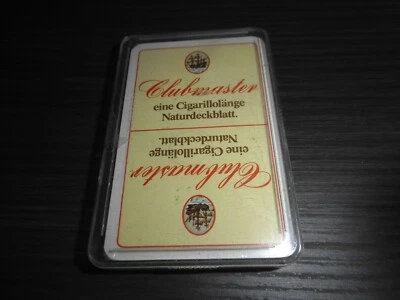 Clubmaster
eine Cigarillolänge
Naturdeckblatt.
eine Cigarillolänge
Naturdeckblatt.
Clubmaster